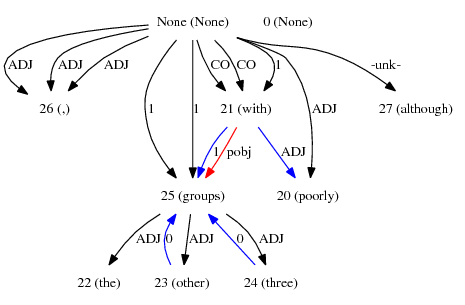 None (None) 0 (None)
ADJ ADJ ADJ CO CO 1 -unk-
26 (,) 1 1 21 (with) ADJ 27 (although)
1 pobj ADJ
25 (groups) 20 (poorly)
ADJ 0 ADJ 0 ADJ
22 (the) 23 (other) 24 (three)